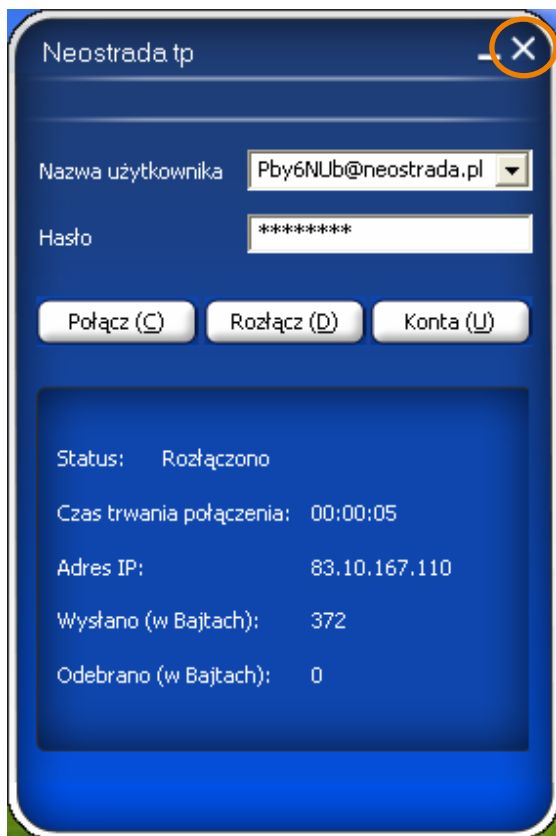 Neostrada tp
Nazwa użytkownika Pby6NUb@neostrada.pl
Hasło ********
Połącz (C) Rozłącz (D) Konta (U)
Status: Rozłączono
Czas trwania połączenia: 00:00:05
Adres IP: 83.10.167.110
Wysłano (w Bajtach): 372
Odebrano (w Bajtach): 0